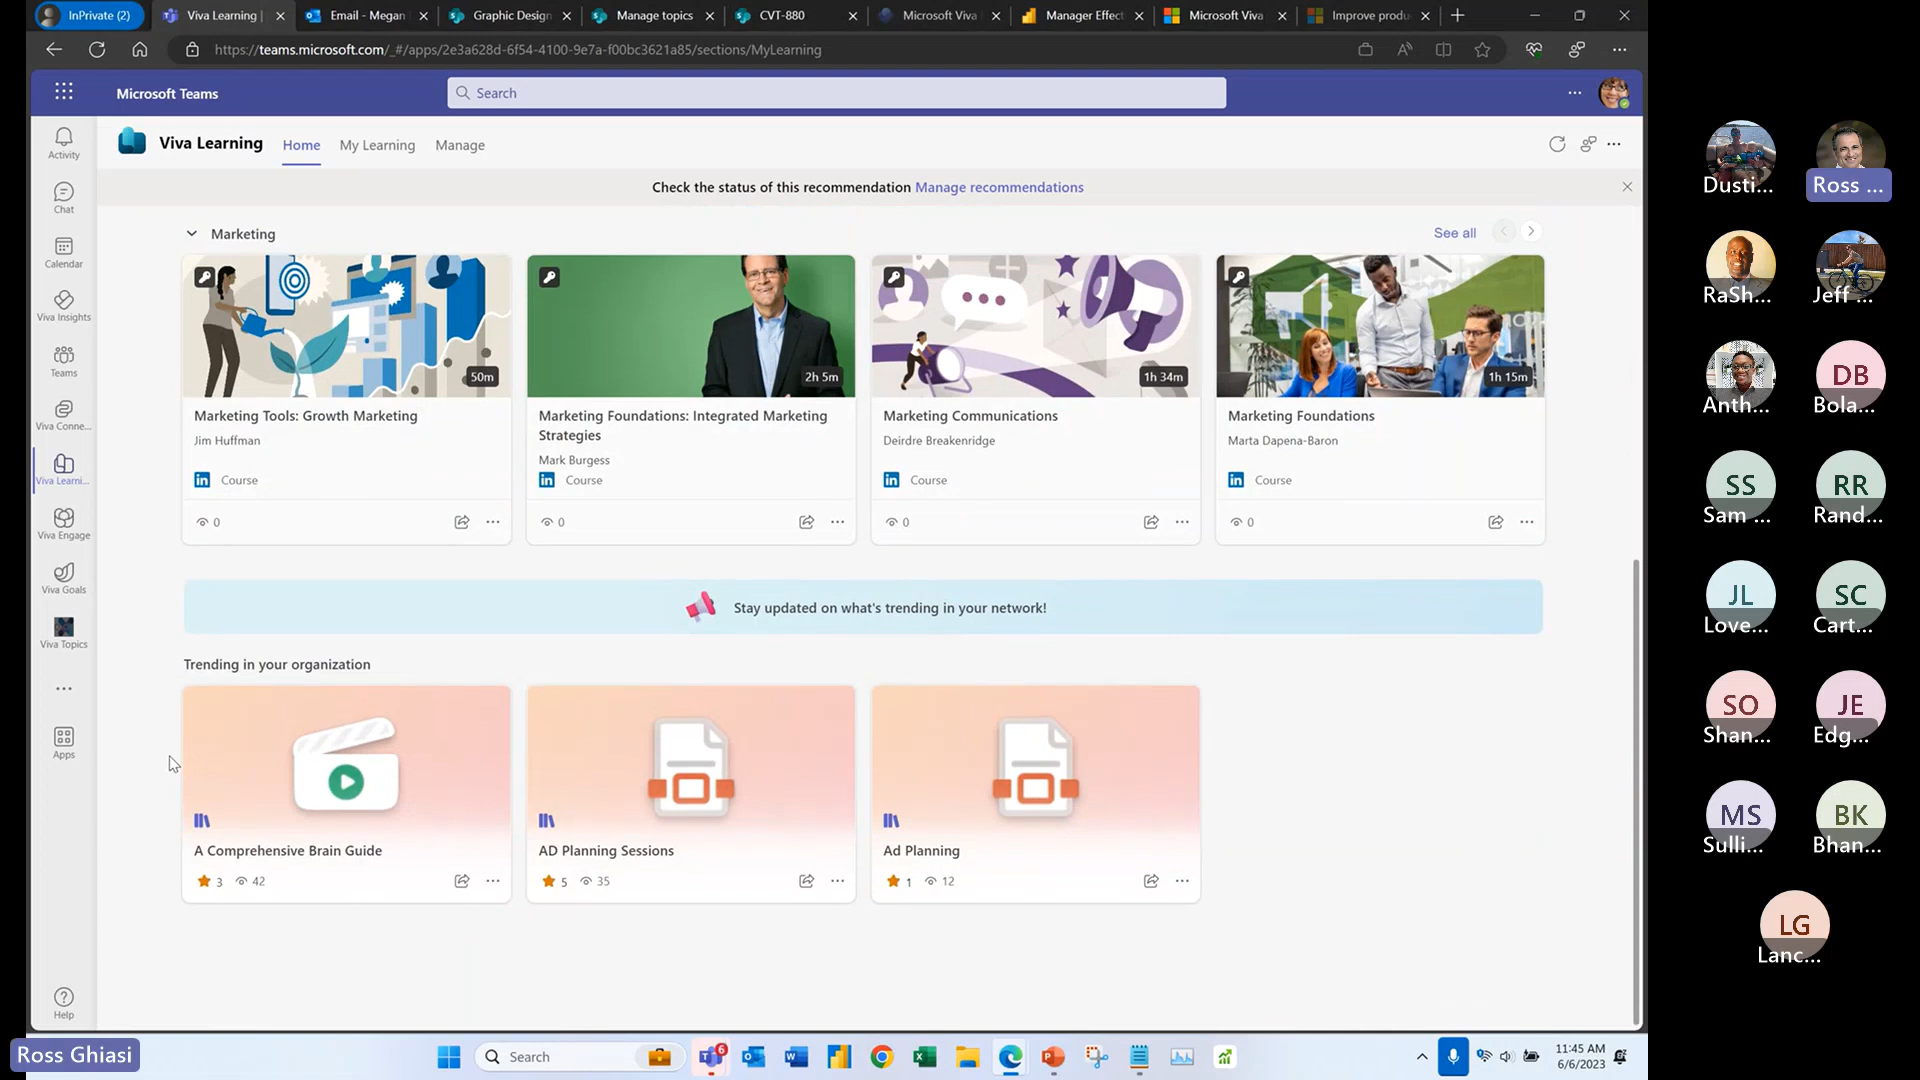 InPrivate (2)
Viva Learning |
Email - Megan
Graphic Design
Manage topics
CVT-880
Microsoft Viva
Manager Effect
Microsoft Viva
Improve produ
https://teams.microsoft.com/_#/apps/2e3a628d-6f54-4100-9e7a-f00bc3621a85/sections/MyLearning
Microsoft Teams
Search
Activity
Chat
Calendar
Viva Insights
Teams
Viva Conne...
Viva Learni...
Viva Engage
Viva Goals
Viva Topics
Apps
Help
Viva Learning
Home
My Learning
Manage
Check the status of this recommendation Manage recommendations
Marketing
See all
50m
Marketing Tools: Growth Marketing
Jim Huffman
Course
0
2h 5m
Marketing Foundations: Integrated Marketing
Strategies
Mark Burgess
Course
0
1h 34m
Marketing Communications
Deirdre Breakenridge
Course
0
1h 15m
Marketing Foundations
Marta Dapena-Baron
Course
0
Stay updated on what's trending in your network!
Trending in your organization
A Comprehensive Brain Guide
3 42
AD Planning Sessions
5 35
Ad Planning
1 12
Dusti...
Ross ...
RaSh...
Jeff ...
Anth...
DB
Bola...
SS
Sam ...
RR
Rand...
JL
Love...
SC
Cart...
SO
Shan...
JE
Edg...
MS
Sulli...
BK
Bhan...
LG
Lanc...
Ross Ghiasi
Search
6
11:45 AM
6/6/2023